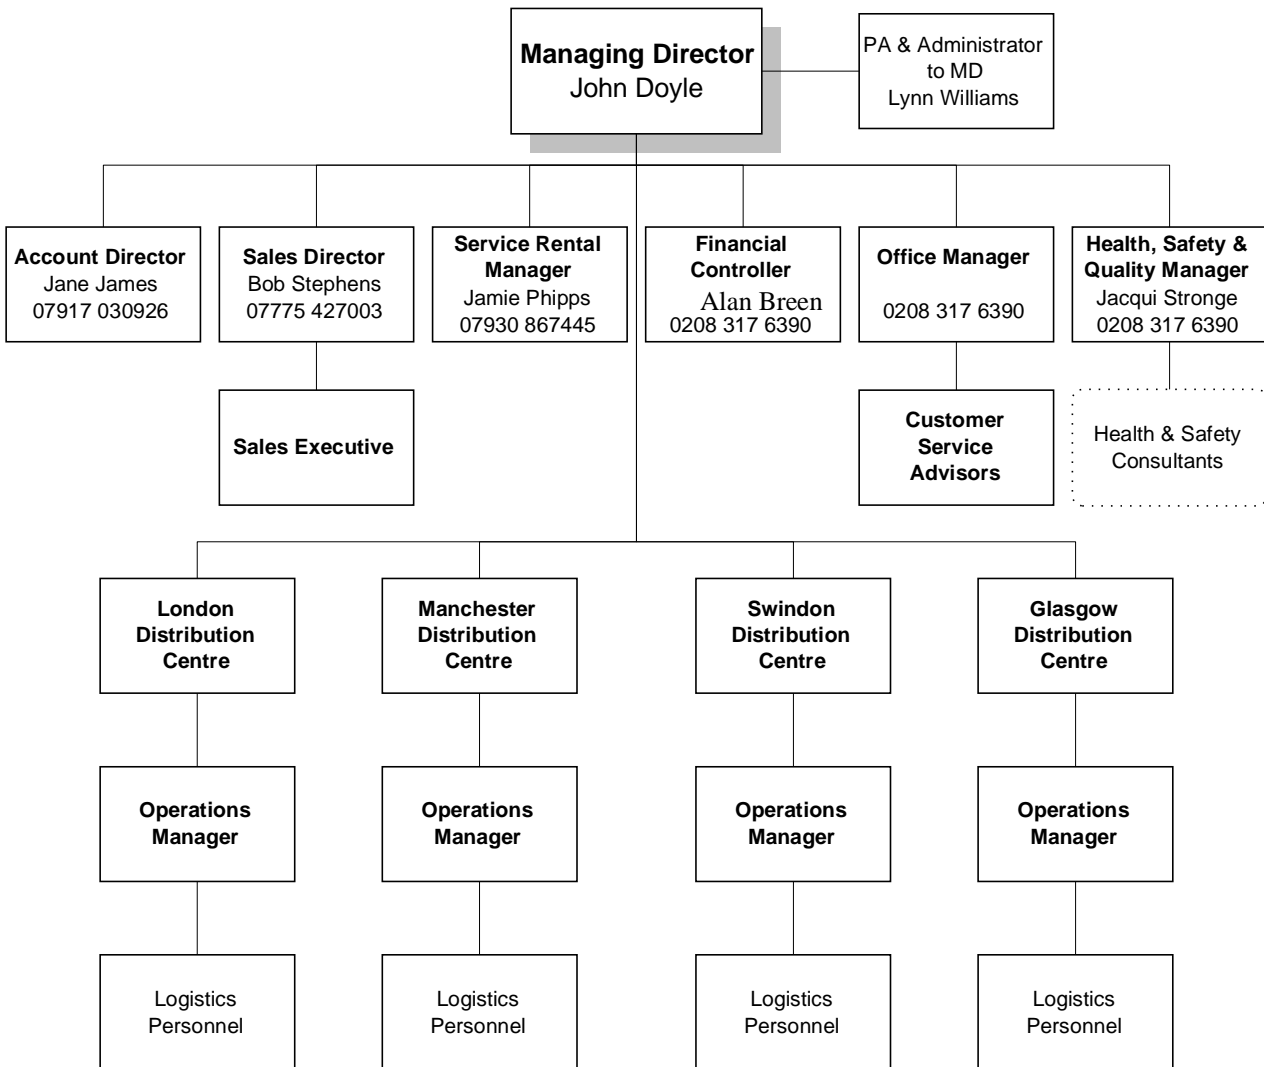 Managing Director
John Doyle
PA & Administrator
to MD
Lynn Williams
Account Director
Jane James
07917 030926
Sales Director
Bob Stephens
07775 427003
Service Rental
Manager
Jamie Phipps
07930 867445
Financial
Controller
Alan Breen
0208 317 6390
Office Manager
0208 317 6390
Health, Safety &
Quality Manager
Jacqui Stronge
0208 317 6390
Sales Executive
Customer
Service
Advisors
Health & Safety
Consultants
London
Distribution
Centre
Manchester
Distribution
Centre
Swindon
Distribution
Centre
Glasgow
Distribution
Centre
Operations
Manager
Operations
Manager
Operations
Manager
Operations
Manager
Logistics
Personnel
Logistics
Personnel
Logistics
Personnel
Logistics
Personnel